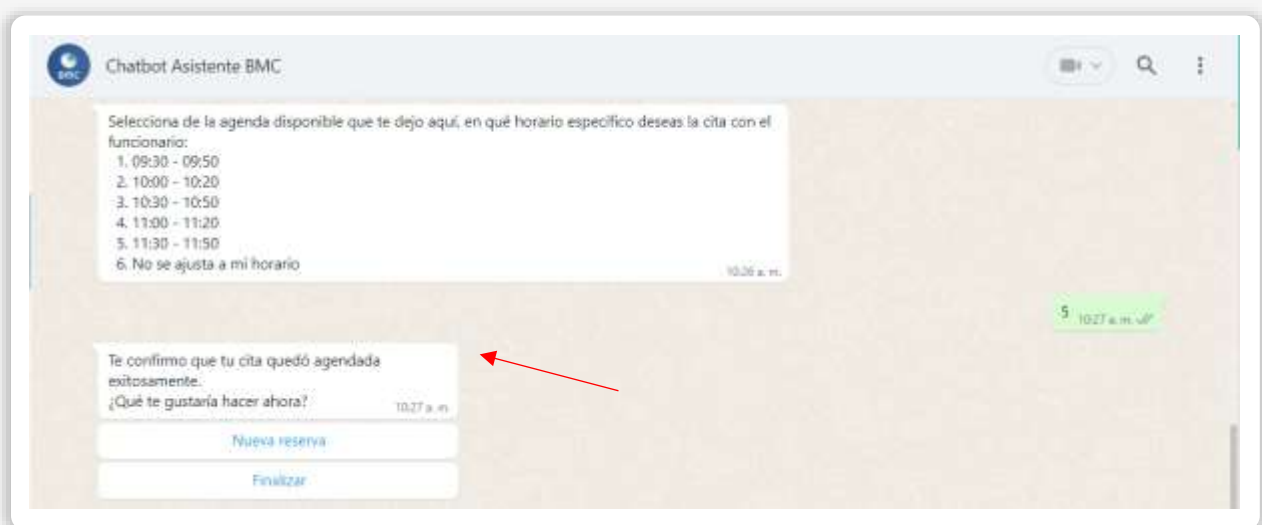 Chatbot Asistente BMC
BMC
Selecciona de la agenda disponible que te dejo aquí, en qué horario específico deseas la cita con el
funcionario:
1. 09:30 - 09:50
2. 10:00 - 10:20
3. 10:30 - 10:50
4. 11:00 - 11:20
5. 11:30 - 11:50
6. No se ajusta a mi horario
10:26 a. m.
5
10:27 a. m.
Te confirmo que tu cita quedó agendada
exitosamente.
¿Qué te gustaría hacer ahora?
10:27 a. m.
Nueva reserva
Finalizar